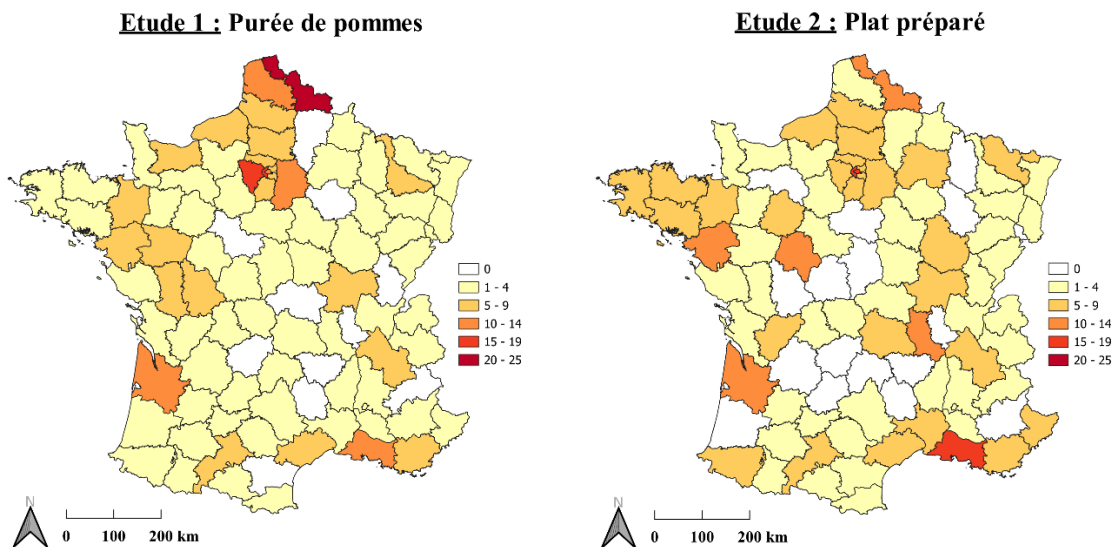 Etude 1 : Purée de pommes
0
1 - 4
5 - 9
10 - 14
15 - 19
20 - 25
N
0 100 200 km
Etude 2 : Plat préparé
0
1 - 4
5 - 9
10 - 14
15 - 19
20 - 25
N
0 100 200 km